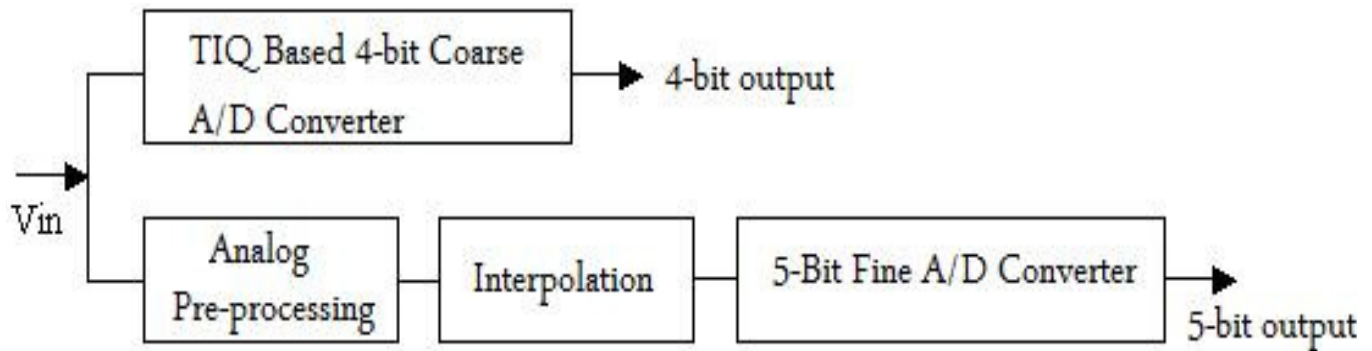 TIQ Based 4-bit Coarse
A/D Converter
4-bit output
Vin
Analog
Pre-processing
Interpolation
5-Bit Fine A/D Converter
5-bit output